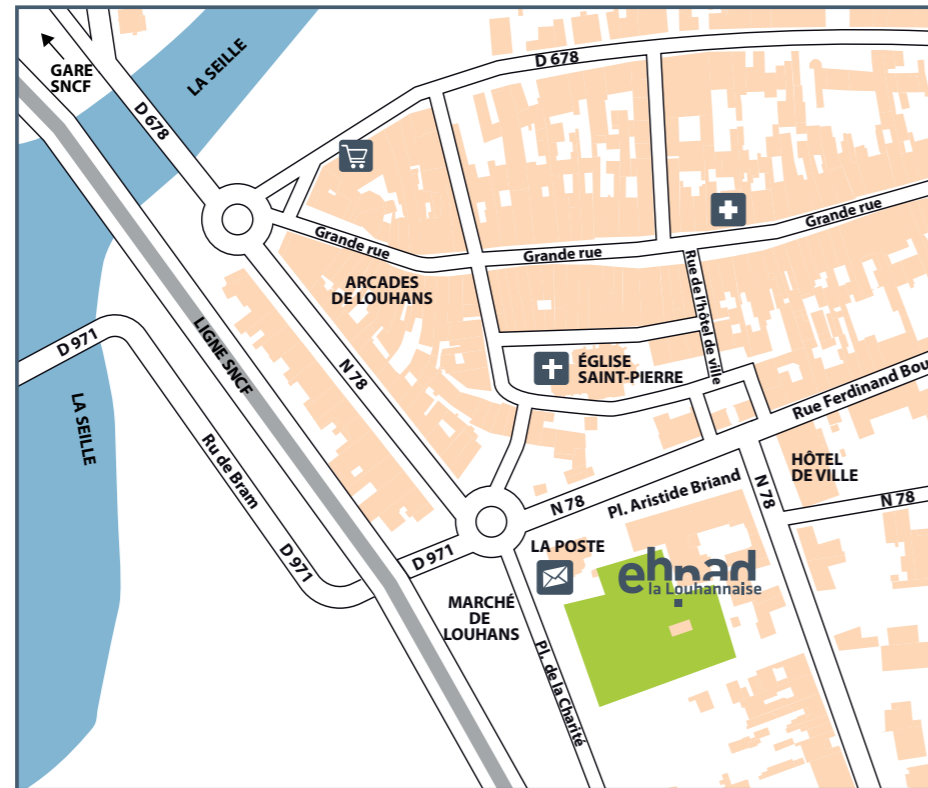 GARE
SNCF
LA SEILLE
D 678
D 678
Grande rue
Grande rue
Grande rue
ARCADES
DE LOUHANS
Rue de l'hôtel de ville
D 971
LIGNE SNCF
N 78
ÉGLISE
SAINT-PIERRE
LA SEILLE
Ru de Bram
Rue Ferdinand Bou
HÔTEL
DE VILLE
N 78
Pl. Aristide Briand
N 78
N 78
D 971
D 971
LA POSTE
ehpad
la Louhannaise
MARCHÉ
DE
LOUHANS
Pl. de la Charité